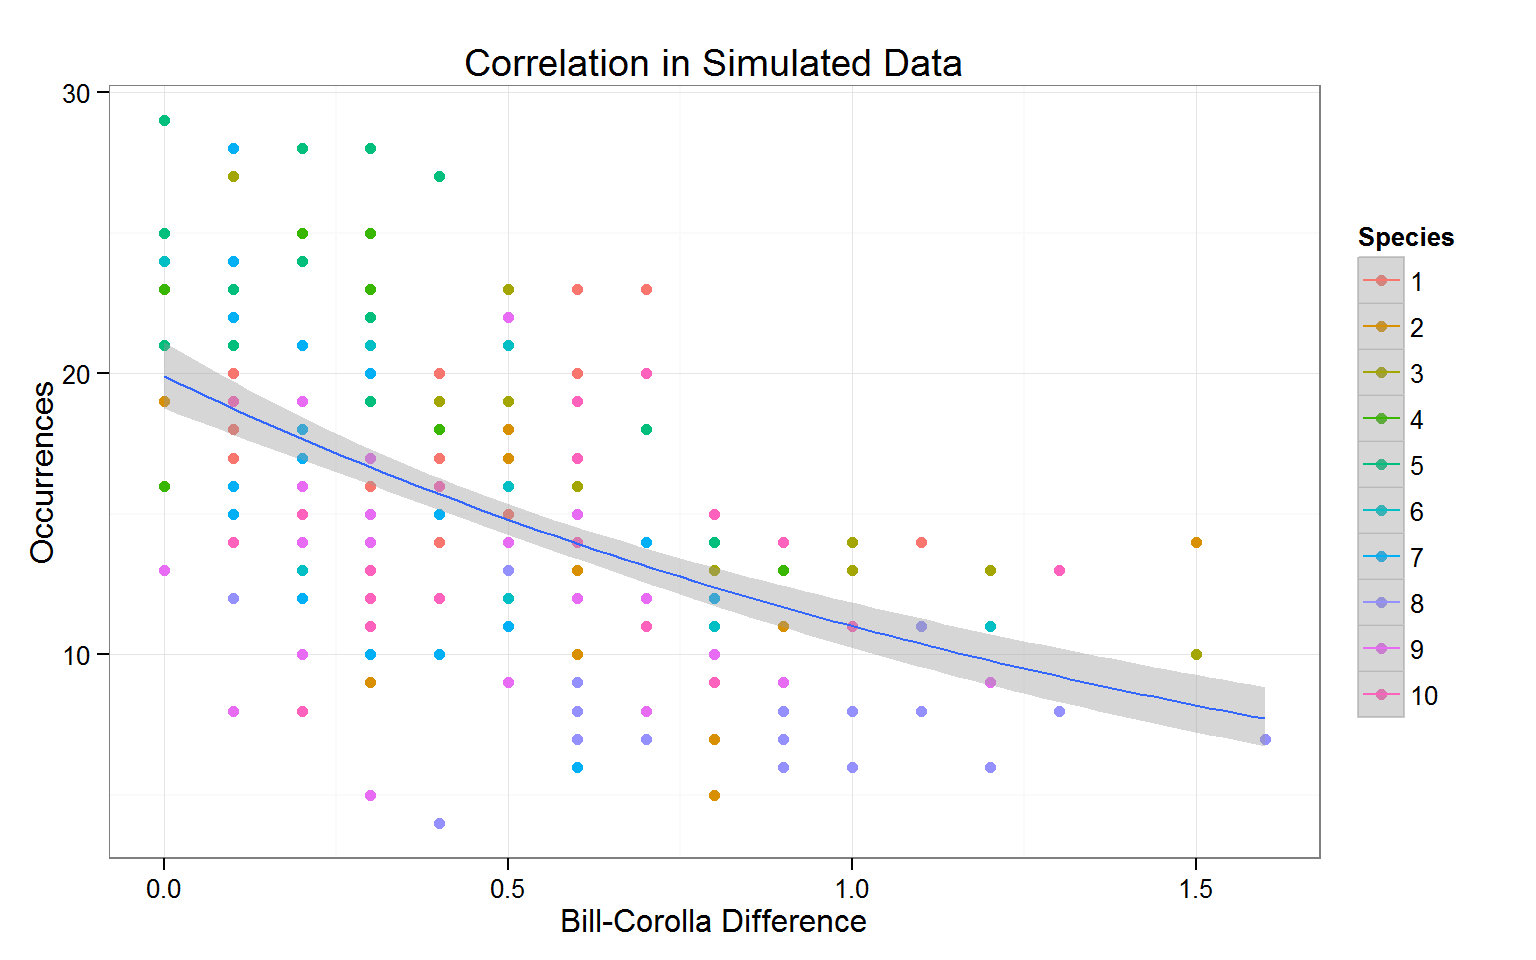 Correlation in Simulated Data
30
20
10
Occurrences
0.0 0.5 1.0 1.5
Bill-Corolla Difference
Species
1
2
3
4
5
6
7
8
9
10